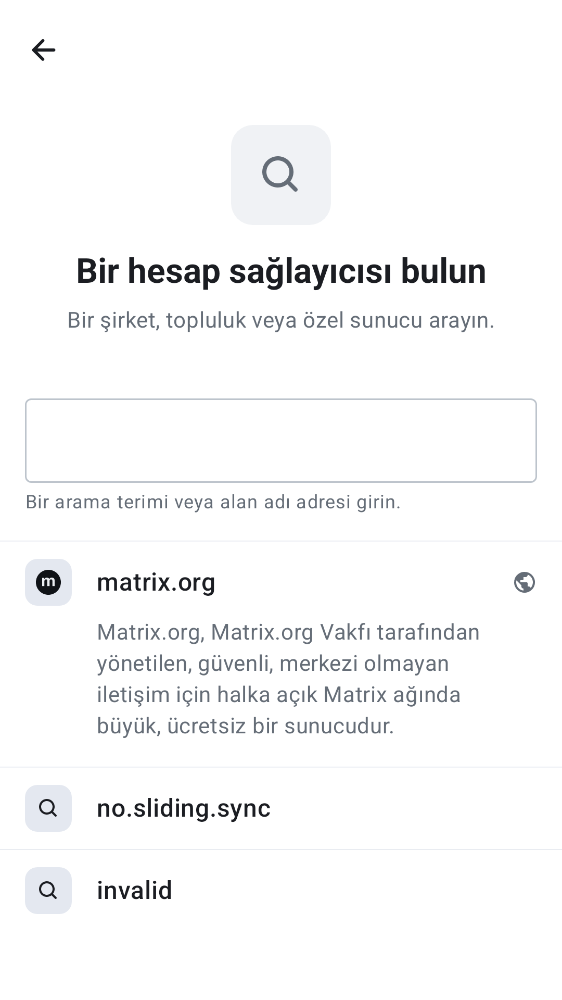 Bir hesap sağlayıcısı bulun
Bir şirket, topluluk veya özel sunucu arayın.
Bir arama terimi veya alan adı adresi girin.
m
matrix.org
Matrix.org, Matrix.org Vakfı tarafından
yönetilen, güvenli, merkezi olmayan
iletişim için halka açık Matrix ağında
büyük, ücretsiz bir sunucudur.
no.sliding.sync
invalid